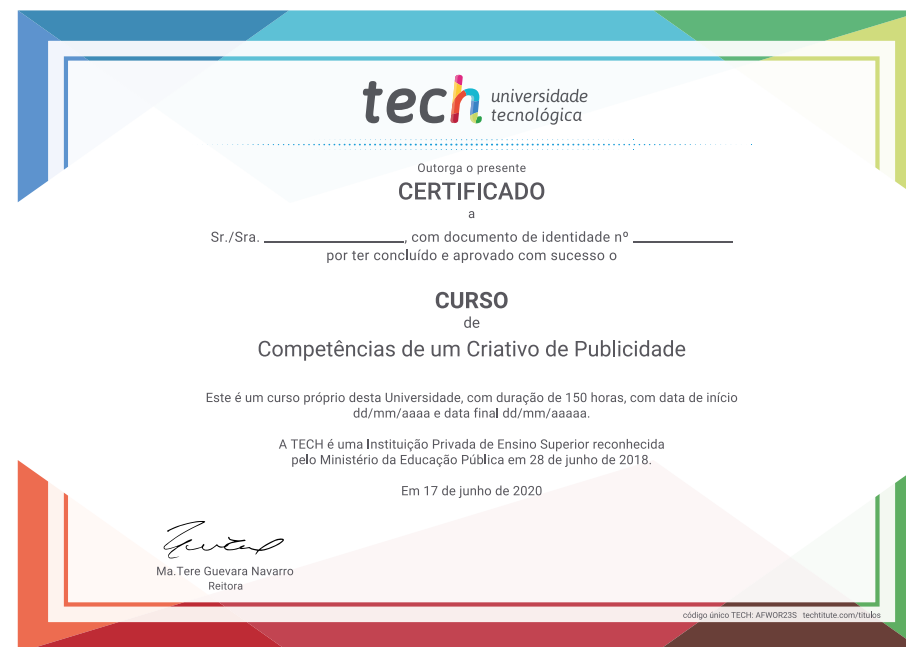 tech universidade
tecnológica
Outorga o presente
CERTIFICADO
a
Sr./Sra. ____________________, com documento de identidade nº ______________
por ter concluído e aprovado com sucesso o
CURSO
de
Competências de um Criativo de Publicidade
Este é um curso próprio desta Universidade, com duração de 150 horas, com data de início
dd/mm/aaaa e data final dd/mm/aaaaa.
A TECH é uma Instituição Privada de Ensino Superior reconhecida
pelo Ministério da Educação Pública em 28 de junho de 2018.
Em 17 de junho de 2020
Ma.Tere Guevara Navarro
Reitora
código único TECH: AFWOR23S techtitute.com/titulos